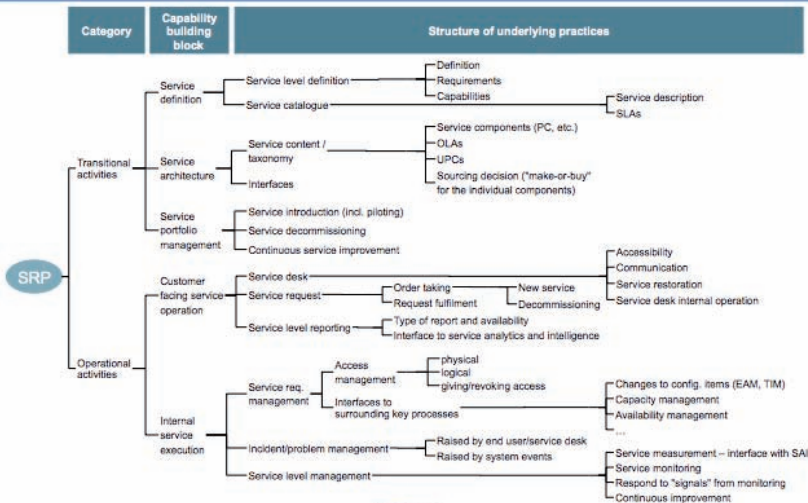 Category
Capability
building
block
Structure of underlying practices
SRP
Transitional
activities
Service
definition
Service level definition
Definition
Requirements
Capabilities
Service catalogue
Service description
SLAs
Service
architecture
Service content /
taxonomy
Service components (PC, etc.)
OLAs
UPCs
Sourcing decision ("make-or-buy"
for the individual components)
Interfaces
Service
portfolio
management
Service introduction (incl. piloting)
Service decommissioning
Continuous service improvement
Operational
activities
Customer
facing service
operation
Service desk
Accessibility
Communication
Service restoration
Service desk internal operation
Service request
Order taking
Request fulfilment
New service
Decommissioning
Service level reporting
Type of report and availability
Interface to service analytics and intelligence
Internal
service
execution
Service req.
management
Access
management
physical
logical
giving/revoking access
Interfaces to
surrounding key processes
Changes to config. items (EAM, TIM)
Capacity management
Availability management
...
Incident/problem management
Raised by end user/service desk
Raised by system events
Service level management
Service measurement – interface with SAI
Service monitoring
Respond to "signals" from monitoring
Continuous improvement